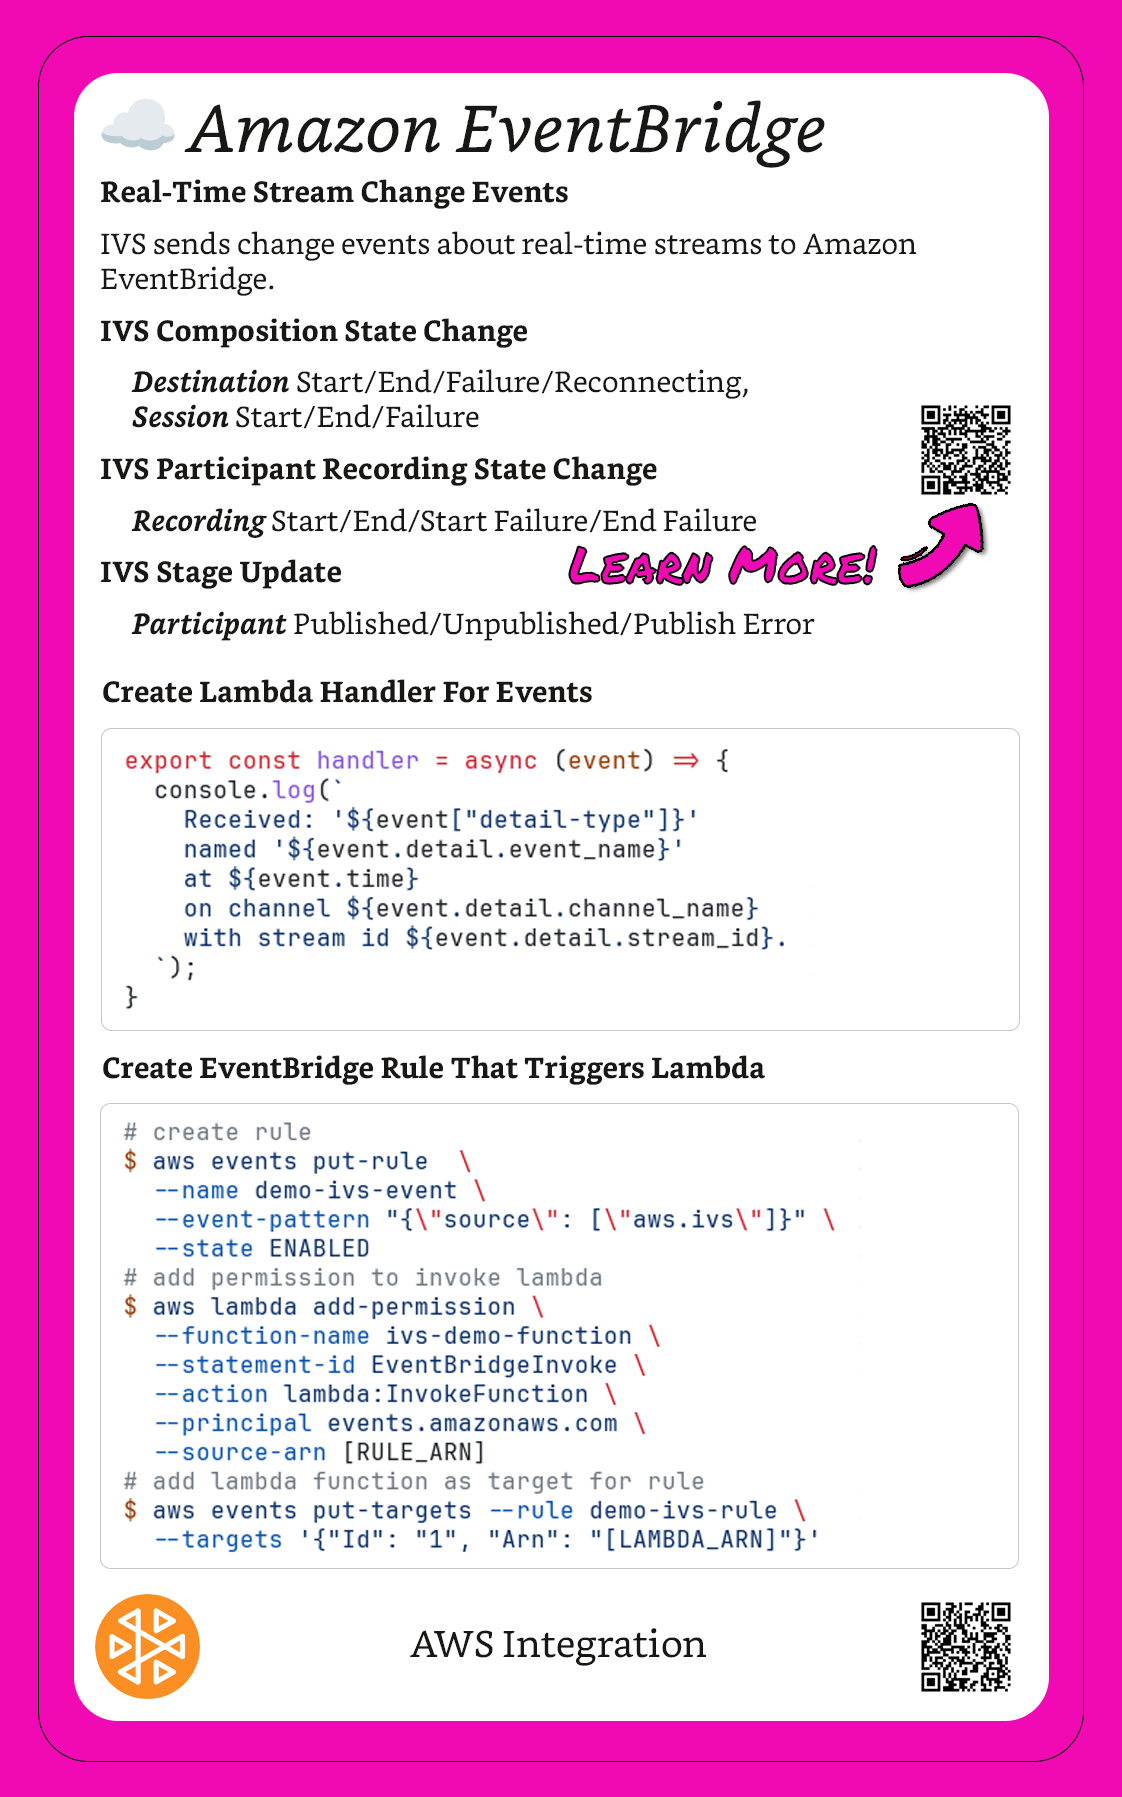 Amazon EventBridge
Real-Time Stream Change Events
IVS sends change events about real-time streams to Amazon
EventBridge.
IVS Composition State Change
Destination Start/End/Failure/Reconnecting,
Session Start/End/Failure
IVS Participant Recording State Change
Recording Start/End/Start Failure/End Failure
Learn More!
IVS Stage Update
Participant Published/Unpublished/Publish Error
Create Lambda Handler For Events
export const handler = async (event) => {
  console.log(`
    Received: '${event["detail-type"]}'
    named '${event.detail.event_name}'
    at ${event.time}
    on channel ${event.detail.channel_name}
    with stream id ${event.detail.stream_id}.
  `);
}
Create EventBridge Rule That Triggers Lambda
# create rule
$ aws events put-rule  \
  --name demo-ivs-event \
  --event-pattern "{\"source\": [\"aws.ivs\"]}" \
  --state ENABLED
# add permission to invoke lambda
$ aws lambda add-permission \
  --function-name ivs-demo-function \
  --statement-id EventBridgeInvoke \
  --action lambda:InvokeFunction \
  --principal events.amazonaws.com \
  --source-arn [RULE_ARN]
# add lambda function as target for rule
$ aws events put-targets --rule demo-ivs-rule \
  --targets '{"Id": "1", "Arn": "[LAMBDA_ARN]"}'
AWS Integration